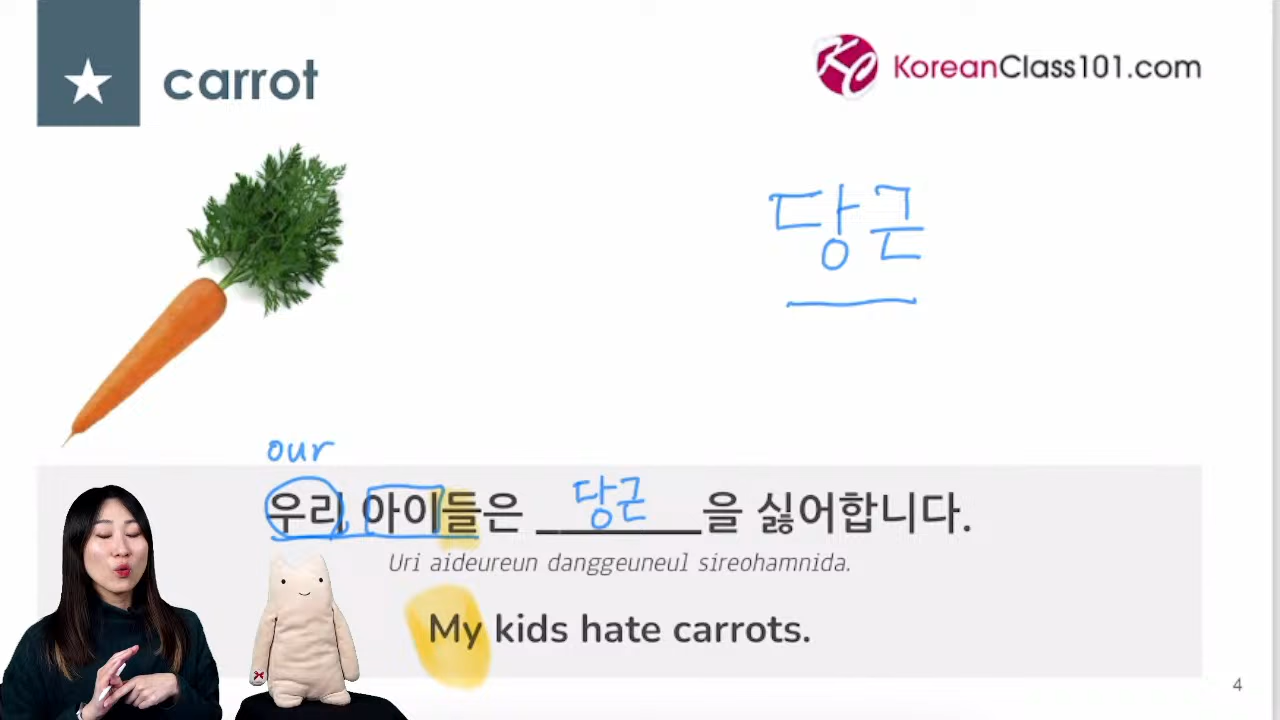 carrot
KoreanClass101.com
당근
our
우리 아이들은 당근을 싫어합니다.
Uri aideureun danggeuneul sireohamnida.
My kids hate carrots.
4